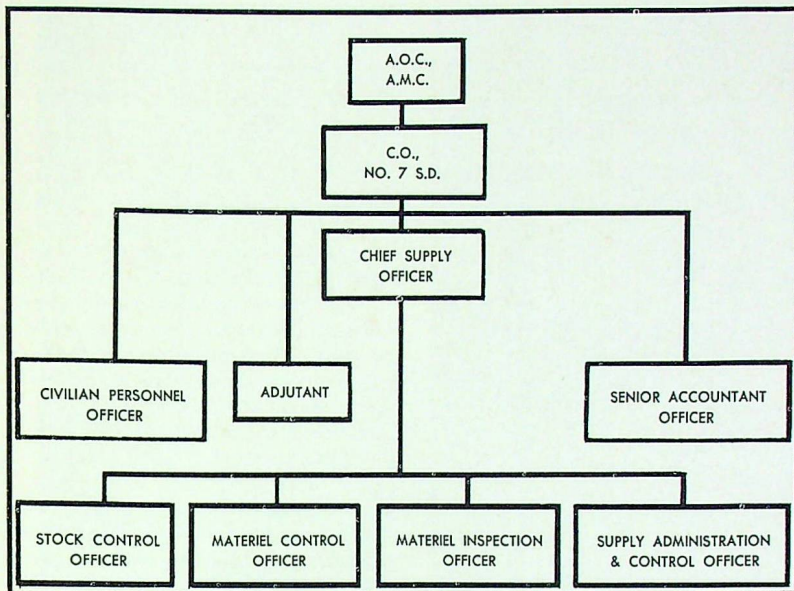 A.O.C.,
A.M.C.
C.O.,
NO. 7 S.D.
CHIEF SUPPLY
OFFICER
CIVILIAN PERSONNEL
OFFICER
ADJUTANT
SENIOR ACCOUNTANT
OFFICER
STOCK CONTROL
OFFICER
MATERIEL CONTROL
OFFICER
MATERIEL INSPECTION
OFFICER
SUPPLY ADMINISTRATION
& CONTROL OFFICER